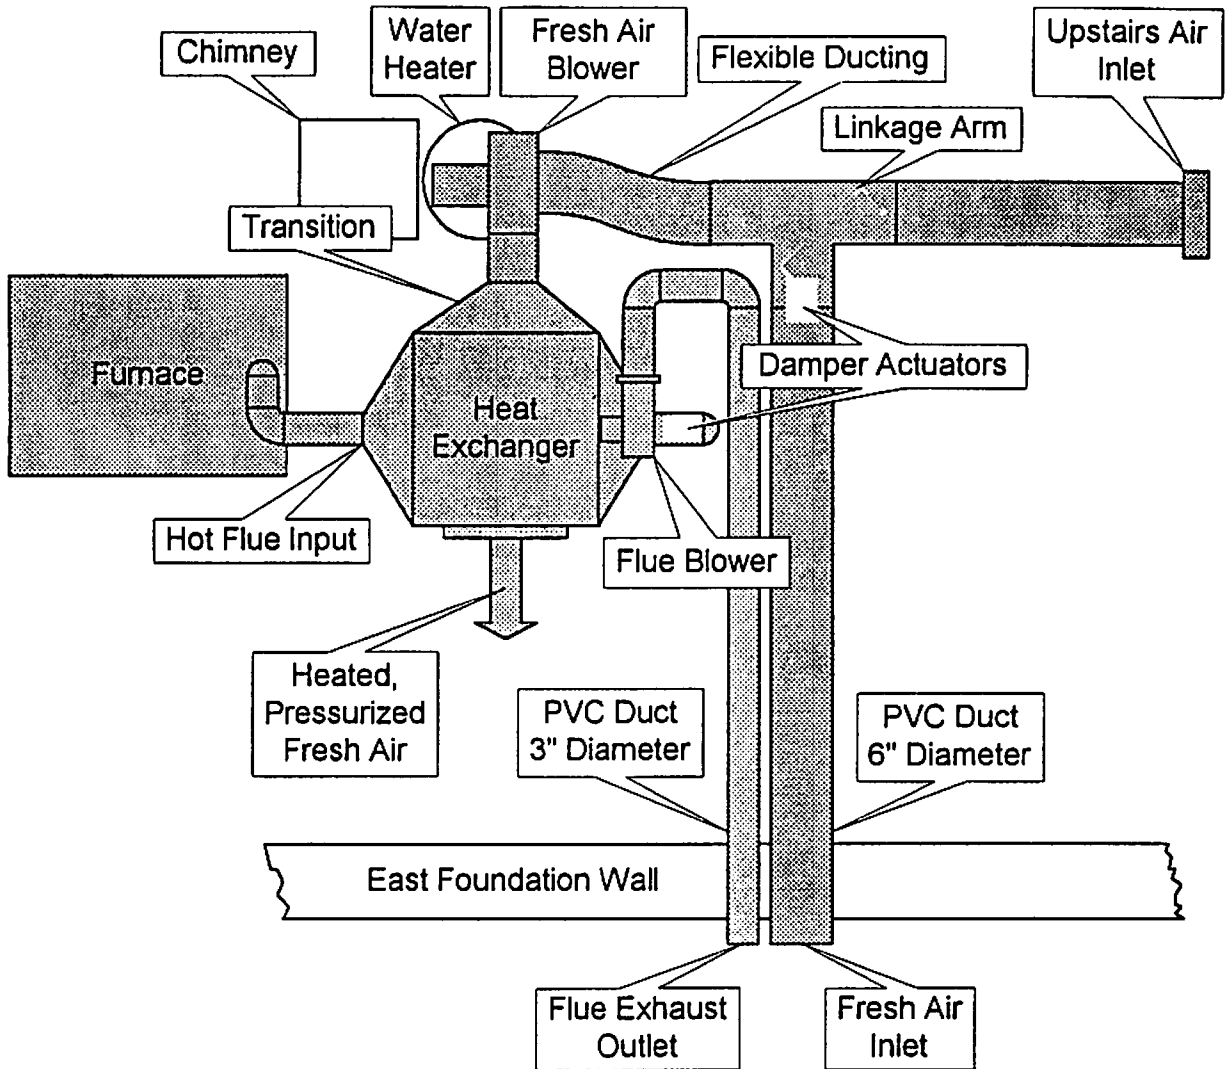 Chimney
Water
Heater
Fresh Air
Blower
Flexible Ducting
Upstairs Air
Inlet
Linkage Arm
Transition
Furnace
Heat
Exchanger
Damper Actuators
Hot Flue Input
Flue Blower
Heated,
Pressurized
Fresh Air
PVC Duct
3" Diameter
PVC Duct
6" Diameter
East Foundation Wall
Flue Exhaust
Outlet
Fresh Air
Inlet